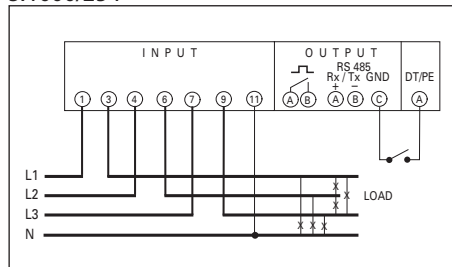 INPUT OUTPUT
RS 485
Rx / Tx GND DT/PE
+ −
1 3 4 6 7 9 11 A B A B C A
L1
L2 LOAD
L3
N